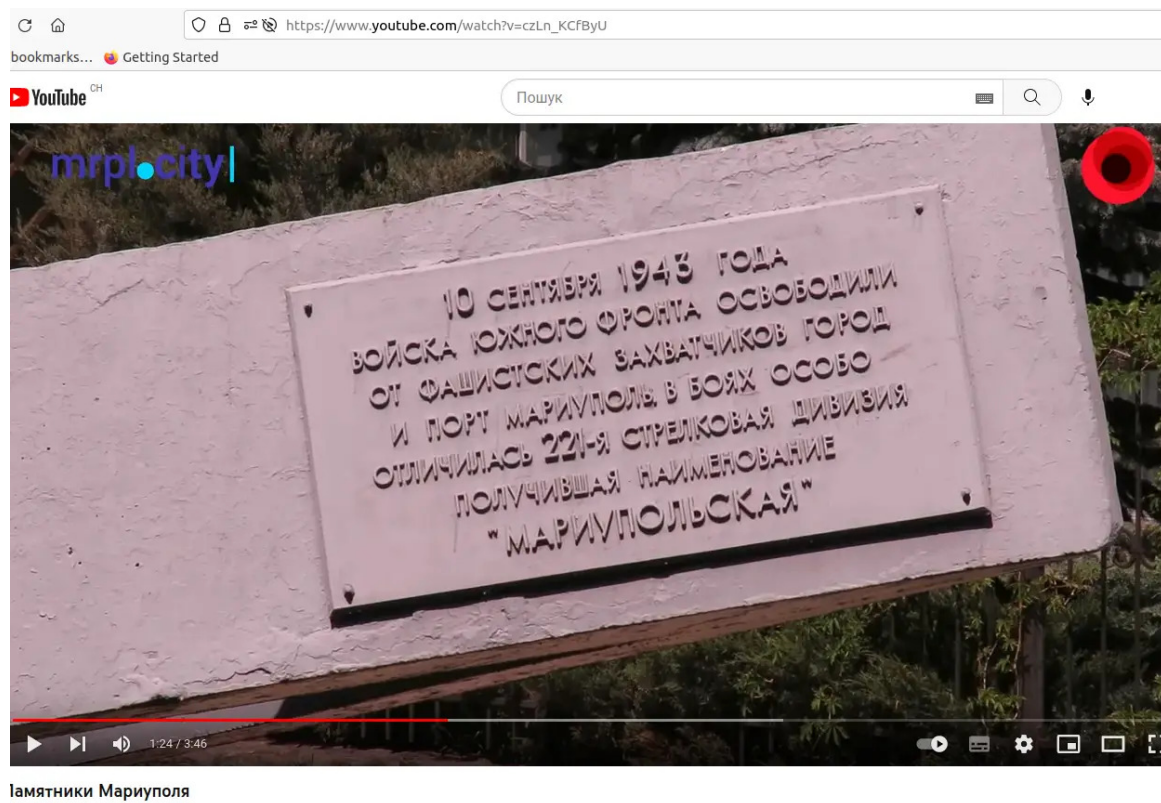 https://www.youtube.com/watch?v=czLn_KCfByU
bookmarks... Getting Started
YouTube CH
Пошук
mrpl.city
10 СЕНТЯБРЯ 1943 ГОДА
ВОЙСКА ЮЖНОГО ФРОНТА ОСВОБОДИЛИ
ОТ ФАШИСТСКИХ ЗАХВАТЧИКОВ ГОРОД
И ПОРТ МАРИУПОЛЬ, В БОЯХ ОСОБО
ОТЛИЧИЛАСЬ 221-Я СТРЕЛКОВАЯ ДИВИЗИЯ
ПОЛУЧИВШАЯ НАИМЕНОВАНИЕ
"МАРИУПОЛЬСКАЯ"
1:24 / 3:46
Памятники Мариуполя